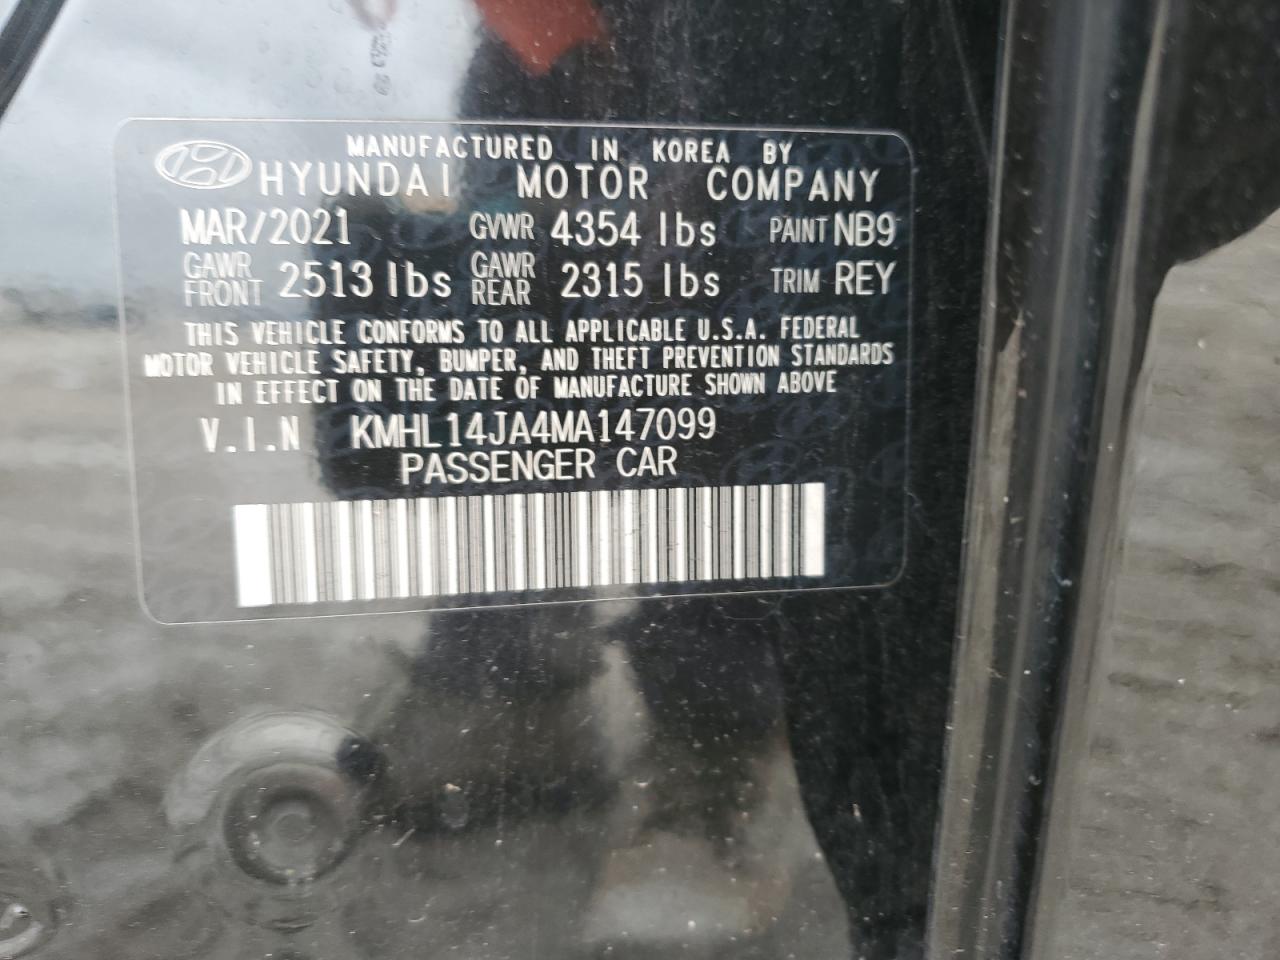 MANUFACTURED IN KOREA BY
HYUNDAI MOTOR COMPANY
MAR/2021 GVWR 4354 lbs PAINT NB9
GAWR FRONT 2513 lbs GAWR REAR 2315 lbs TRIM REY
THIS VEHICLE CONFORMS TO ALL APPLICABLE U.S.A. FEDERAL
MOTOR VEHICLE SAFETY, BUMPER, AND THEFT PREVENTION STANDARDS
IN EFFECT ON THE DATE OF MANUFACTURE SHOWN ABOVE
V.I.N KMHL14JA4MA147099
PASSENGER CAR